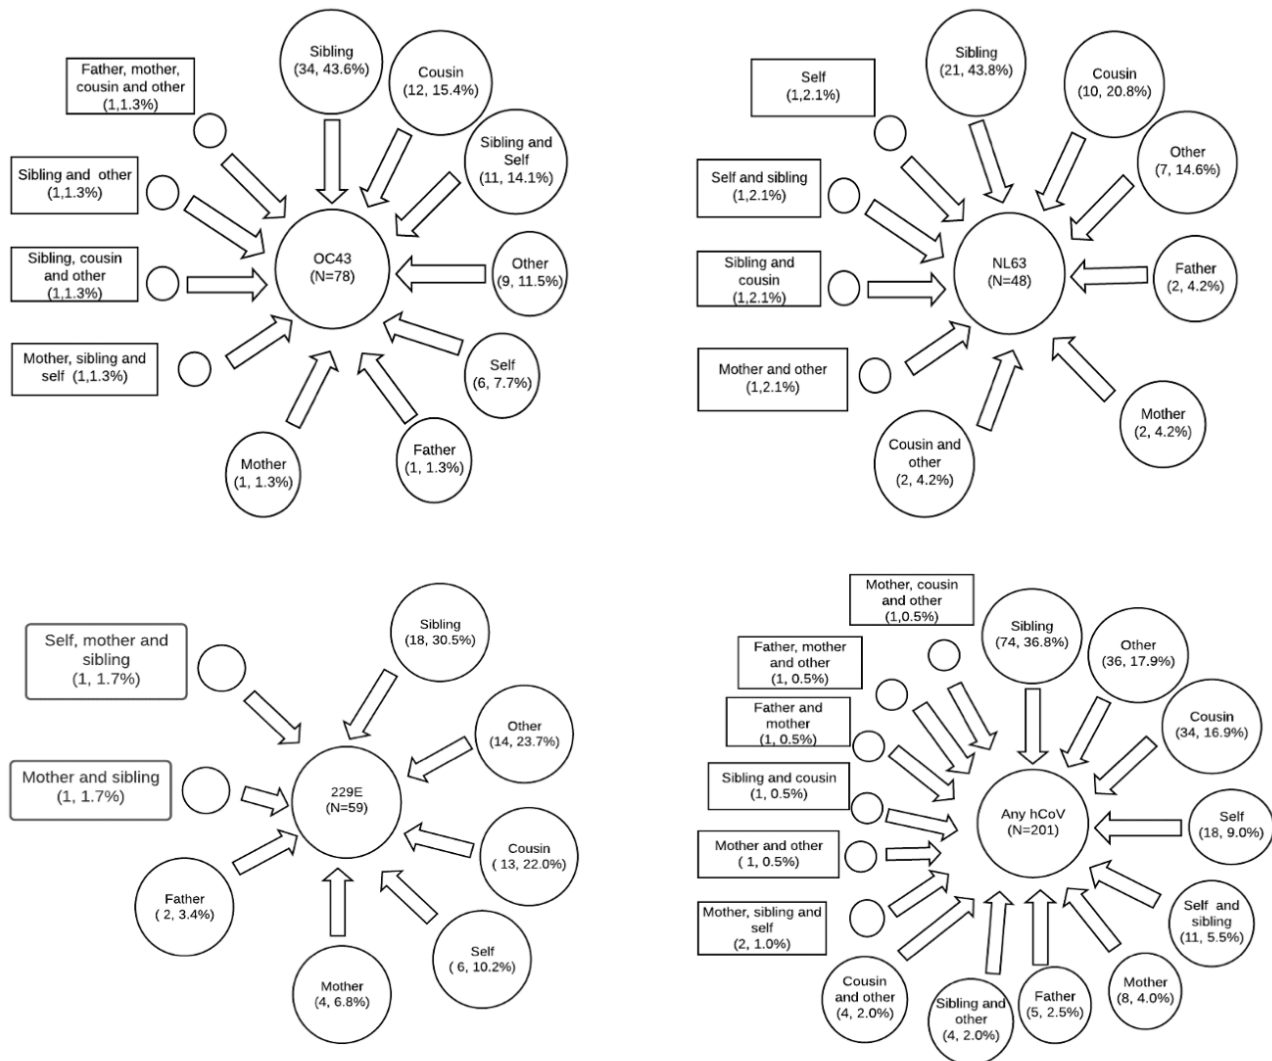 Father, mother,
cousin and other
(1,1.3%)
Sibling
(34, 43.6%)
Cousin
(12, 15.4%)
Sibling and
Self
(11, 14.1%)
Sibling and other
(1,1.3%)
Sibling, cousin
and other
(1,1.3%)
OC43
(N=78)
Other
(9, 11.5%)
Mother, sibling and
self (1,1.3%)
Self
(6, 7.7%)
Mother
(1, 1.3%)
Father
(1, 1.3%)
Self
(1,2.1%)
Sibling
(21, 43.8%)
Cousin
(10, 20.8%)
Other
(7, 14.6%)
Self and sibling
(1,2.1%)
Sibling and
cousin
(1,2.1%)
NL63
(N=48)
Father
(2, 4.2%)
Mother and other
(1,2.1%)
Cousin and
other
(2, 4.2%)
Mother
(2, 4.2%)
Sibling
(18, 30.5%)
Self, mother and
sibling
(1, 1.7%)
Other
(14, 23.7%)
Mother and sibling
(1, 1.7%)
229E
(N=59)
Cousin
( 13, 22.0%)
Father
( 2, 3.4%)
Self
( 6, 10.2%)
Mother
(4, 6.8%)
Mother, cousin
and other
(1,0.5%)
Sibling
(74, 36.8%)
Other
(36, 17.9%)
Father, mother
and other
(1, 0.5%)
Cousin
(34, 16.9%)
Father and
mother
(1, 0.5%)
Sibling and cousin
(1, 0.5%)
Any hCoV
(N=201)
Self
(18, 9.0%)
Mother and other
( 1, 0.5%)
Mother, sibling and
self
(2, 1.0%)
Self and
sibling
(11, 5.5%)
Cousin
and other
(4, 2.0%)
Sibling and
other
(4, 2.0%)
Father
(5, 2.5%)
Mother
(8, 4.0%)